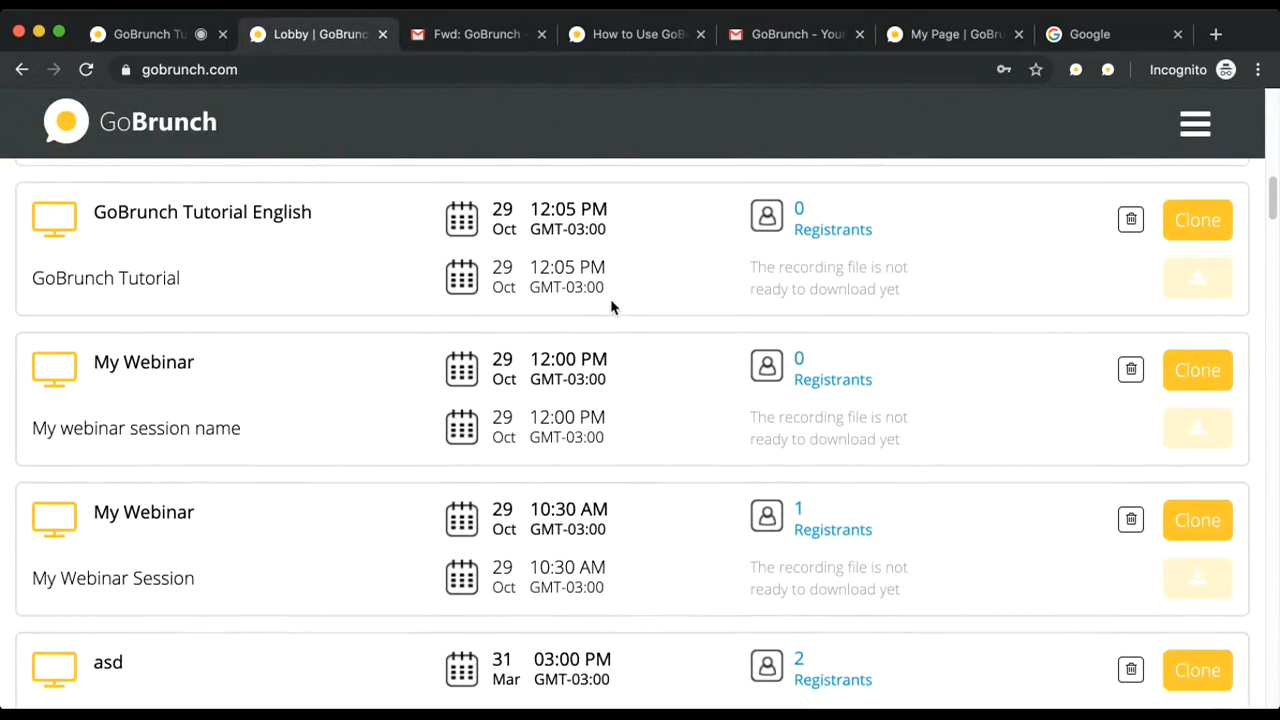 GoBrunch Tu
Lobby | GoBrunc
Fwd: GoBrunch
How to Use GoB
GoBrunch - Your
My Page | GoBru
Google
gobrunch.com
Incognito
GoBrunch
GoBrunch Tutorial English
29 12:05 PM
Oct GMT-03:00
0
Registrants
Clone
GoBrunch Tutorial
29 12:05 PM
Oct GMT-03:00
The recording file is not
ready to download yet
My Webinar
29 12:00 PM
Oct GMT-03:00
0
Registrants
Clone
My webinar session name
29 12:00 PM
Oct GMT-03:00
The recording file is not
ready to download yet
My Webinar
29 10:30 AM
Oct GMT-03:00
1
Registrants
Clone
My Webinar Session
29 10:30 AM
Oct GMT-03:00
The recording file is not
ready to download yet
asd
31 03:00 PM
Mar GMT-03:00
2
Registrants
Clone